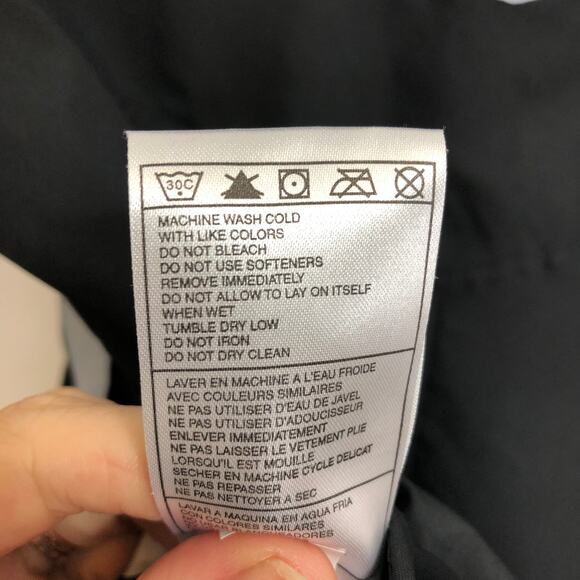 30C
MACHINE WASH COLD
WITH LIKE COLORS
DO NOT BLEACH
DO NOT USE SOFTENERS
REMOVE IMMEDIATELY
DO NOT ALLOW TO LAY ON ITSELF
WHEN WET
TUMBLE DRY LOW
DO NOT IRON
DO NOT DRY CLEAN
LAVER EN MACHINE A L'EAU FROIDE
AVEC COULEURS SIMILAIRES
NE PAS UTILISER D'EAU DE JAVEL
NE PAS UTILISER D'ADOUCISSEUR
ENLEVER IMMEDIATEMENT
NE PAS LAISSER LE VETEMENT PLIE
LORSQU'IL EST MOUILLE
SECHER EN MACHINE CYCLE DELICAT
NE PAS REPASSER
NE PAS NETTOYER A SEC
LAVAR A MAQUINA EN AGUA FRIA
CON COLORES SIMILARES